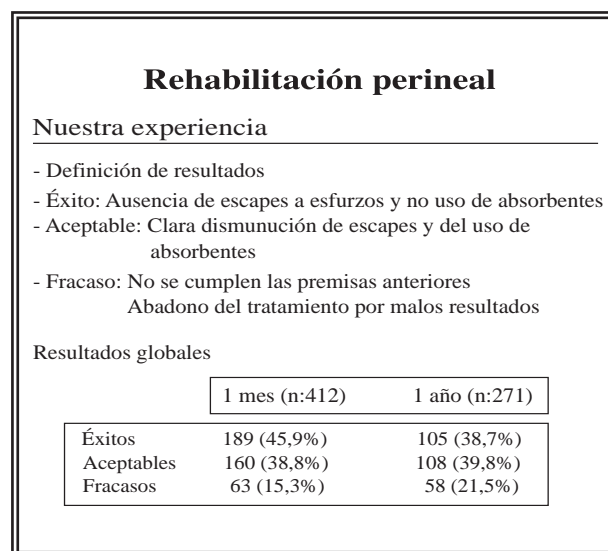 Rehabilitación perineal
Nuestra experiencia
- Definición de resultados
- Éxito: Ausencia de escapes a esfurzos y no uso de absorbentes
- Aceptable: Clara dismunución de escapes y del uso de
absorbentes
- Fracaso: No se cumplen las premisas anteriores
Abadono del tratamiento por malos resultados
Resultados globales
1 mes (n:412) 1 año (n:271)
Éxitos 189 (45,9%) 105 (38,7%)
Aceptables 160 (38,8%) 108 (39,8%)
Fracasos 63 (15,3%) 58 (21,5%)